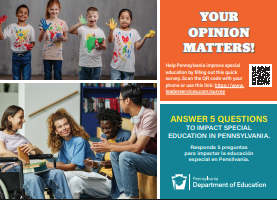 YOUR
OPINION
MATTERS!
Help Pennsylvania improve special
education by filling out this quick
survey. Scan the QR code with your
phone or use this link: https://www.
ANSWER 5 QUESTIONS
TO IMPACT SPECIAL
EDUCATION IN PENNSYLVANIA.
Responda 5 preguntas
para impactar la educación
especial en Pensilvania.
Pennsylvania
Department of Education